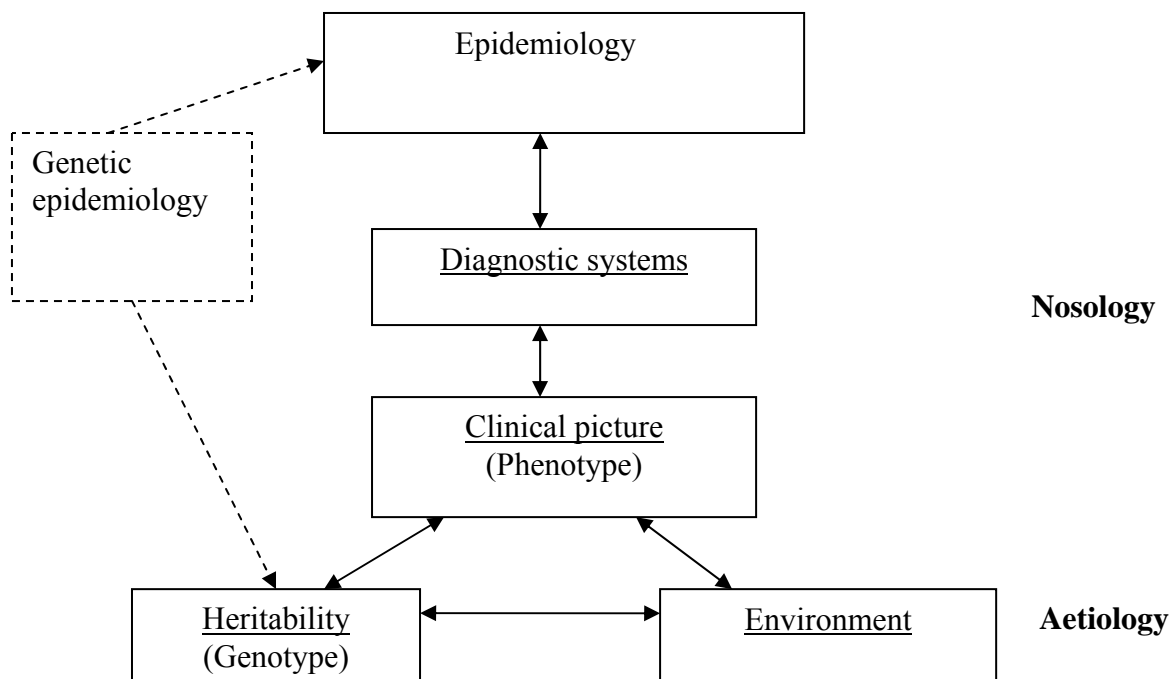 Epidemiology
Genetic
epidemiology
Diagnostic systems
Nosology
Clinical picture
(Phenotype)
Heritability
(Genotype)
Environment
Aetiology